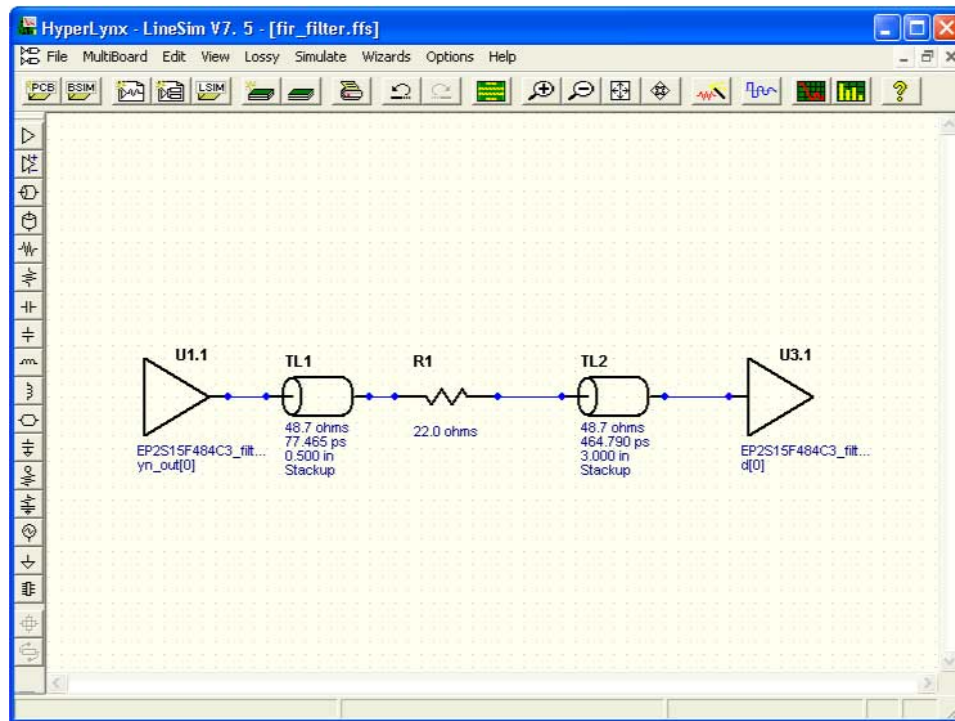 HyperLynx - LineSim V7. 5 - [fir_filter.ffs]
File MultiBoard Edit View Lossy Simulate Wizards Options Help
PCB BSIM LSIM
U1.1 TL1 R1 TL2 U3.1
48.7 ohms
77.465 ps
0.500 in
Stackup
22.0 ohms
48.7 ohms
464.790 ps
3.000 in
Stackup
EP2S15F484C3_filt...
yn_out[0]
EP2S15F484C3_filt...
d[0]